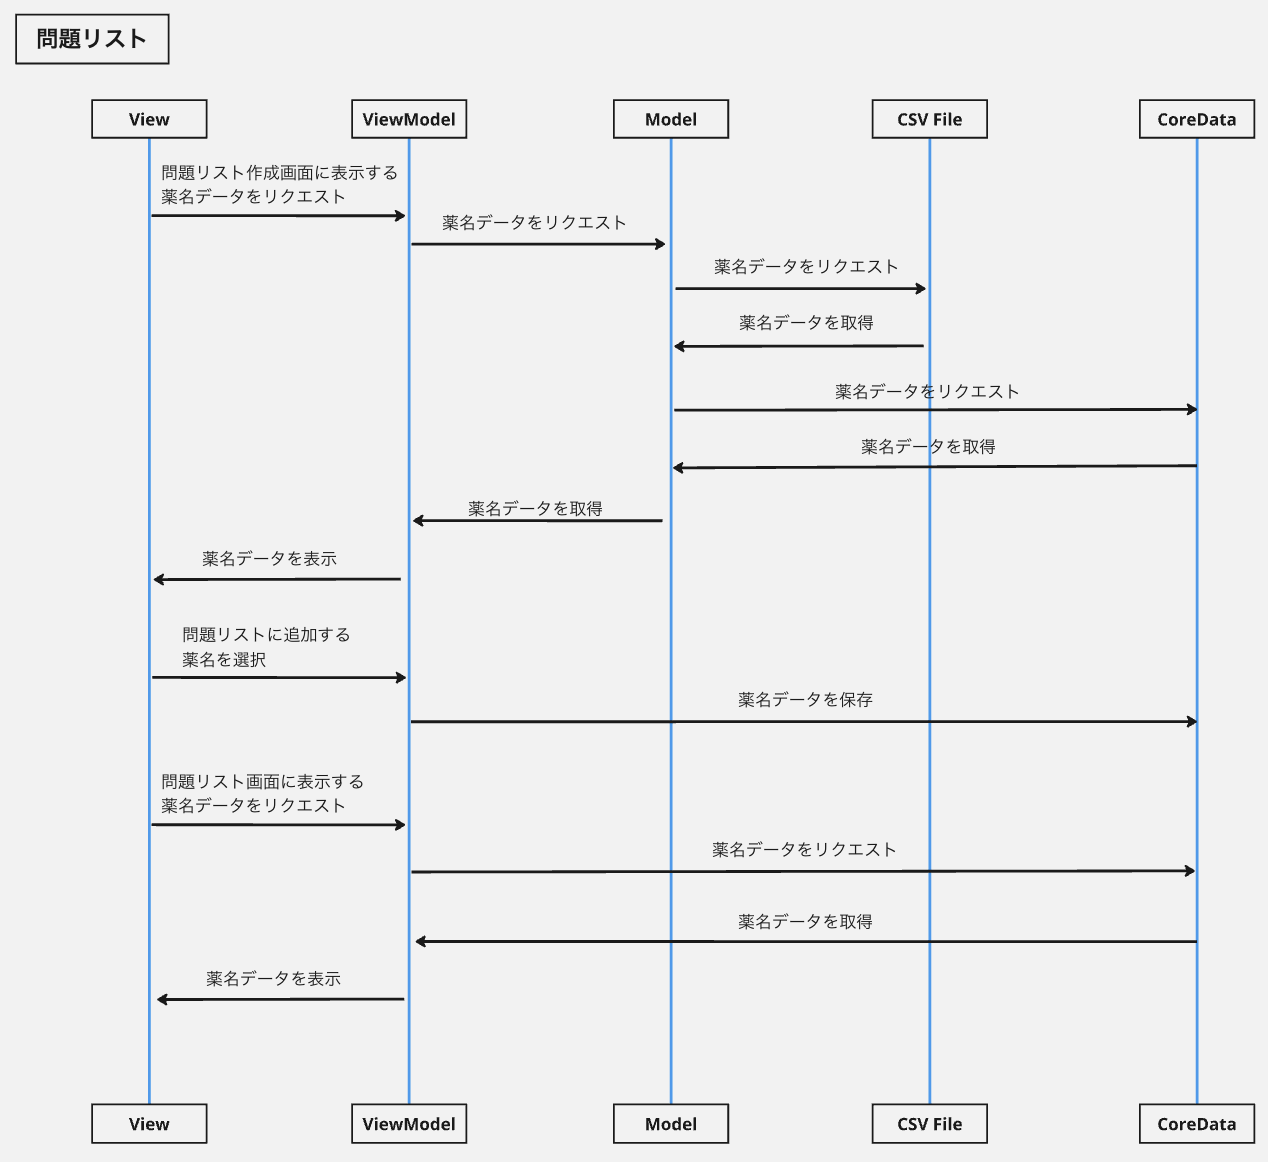 問題リスト
View
ViewModel
Model
CSV File
CoreData
問題リスト作成画面に表示する
薬名データをリクエスト
薬名データをリクエスト
薬名データをリクエスト
薬名データを取得
薬名データをリクエスト
薬名データを取得
薬名データを取得
薬名データを表示
問題リストに追加する
薬名を選択
薬名データを保存
問題リスト画面に表示する
薬名データをリクエスト
薬名データをリクエスト
薬名データを取得
薬名データを表示
View
ViewModel
Model
CSV File
CoreData